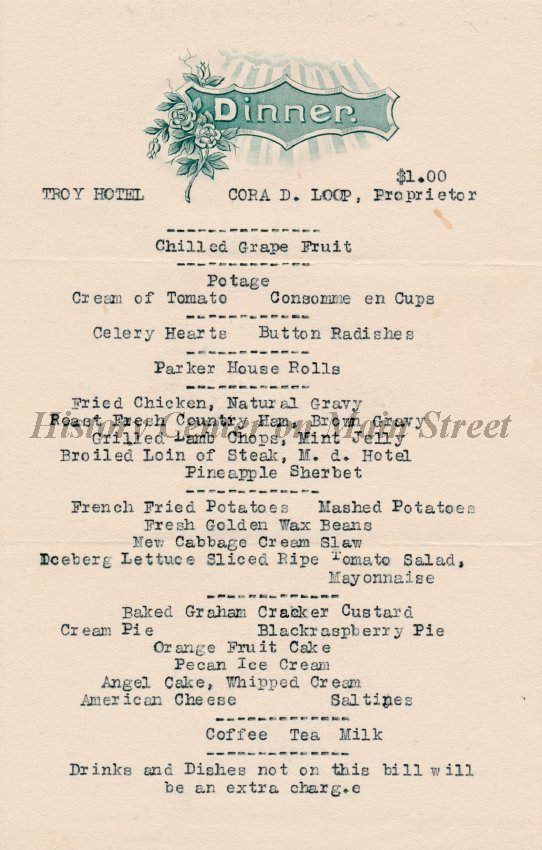 Dinner.
$1.00
TROY HOTEL CORA D. LOOP, Proprietor
Chilled Grape Fruit
Potage
Cream of Tomato Consomme en Cups
Celery Hearts Button Radishes
Parker House Rolls
Fried Chicken, Natural Gravy
Roast Fresh Country Ham, Brown Gravy
History Center on Main Street
Grilled Lamb Chops, Mint Jelly
Broiled Loin of Steak, M. d. Hotel
Pineapple Sherbet
French Fried Potatoes Mashed Potatoes
Fresh Golden Wax Beans
New Cabbage Cream Slaw
Iceberg Lettuce Sliced Ripe Tomato Salad,
Mayonnaise
Baked Graham Cracker Custard
Cream Pie Blackraspberry Pie
Orange Fruit Cake
Pecan Ice Cream
Angel Cake, Whipped Cream
American Cheese Saltines
Coffee Tea Milk
Drinks and Dishes not on this bill will
be an extra charg.e